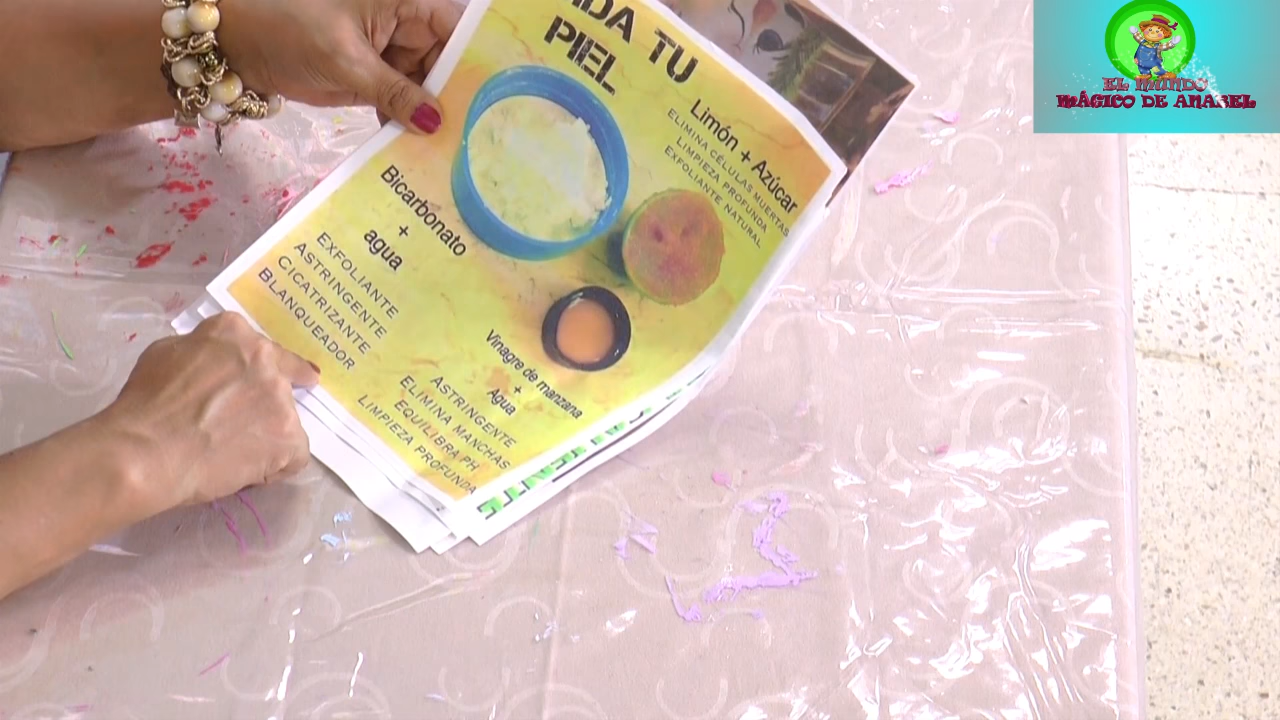 IDA TU
PIEL
Limón + Azúcar
ELIMINA CÉLULAS MUERTAS
LIMPIEZA PROFUNDA
EXFOLIANTE NATURAL
Bicarbonato
+
agua
EXFOLIANTE
ASTRINGENTE
CICATRIZANTE
BLANQUEADOR
Vinagre de manzana
+
Agua
ASTRINGENTE
ELIMINA MANCHAS
EQUILIBRA PH
LIMPIEZA PROFUNDA
EL MUNDO
MÁGICO DE ANABEL